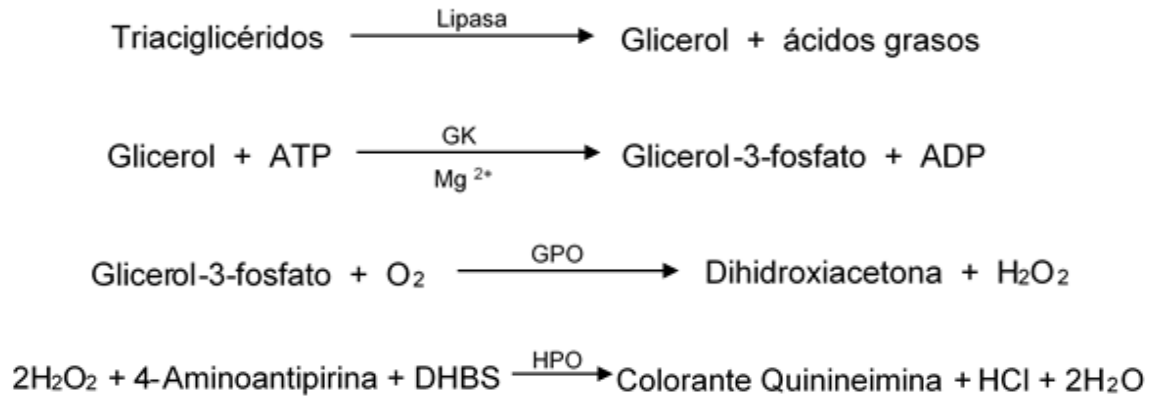 Triaciglicéridos Lipasa Glicerol + ácidos grasos
Glicerol + ATP GK Mg 2+ Glicerol-3-fosfato + ADP
Glicerol-3-fosfato + O2 GPO Dihidroxiacetona + H2O2
2H2O2 + 4-Aminoantipirina + DHBS HPO Colorante Quinineimina + HCl + 2H2O